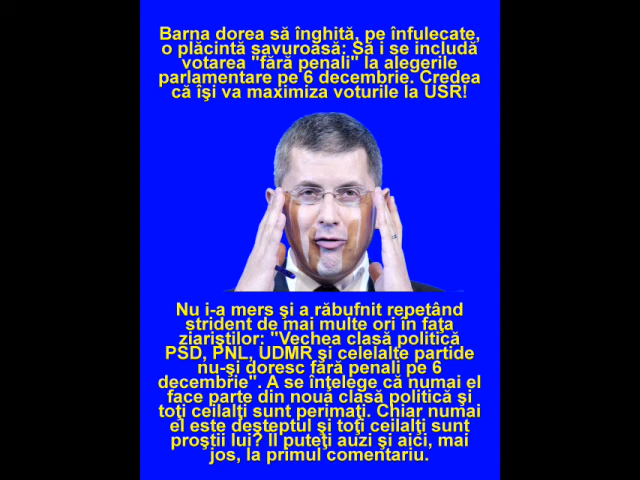 Barna dorea să înghită, pe înfulecate,
o plăcintă savuroasă: Să i se includă
votarea "fără penali" la alegerile
parlamentare pe 6 decembrie. Credea
că îşi va maximiza voturile la USR!
Nu i-a mers şi a răbufnit repetând
strident de mai multe ori în faţa
ziariştilor: "Vechea clasă politică
PSD, PNL, UDMR şi celelalte partide
nu-şi doresc fără penali pe 6
decembrie". A se înţelege că numai el
face parte din noua clasă politică şi
toţi ceilalţi sunt perimaţi. Chiar numai
el este deşteptul şi toţi ceilalţi sunt
proştii lui? Îl puteţi auzi şi aici, mai
jos, la primul comentariu.